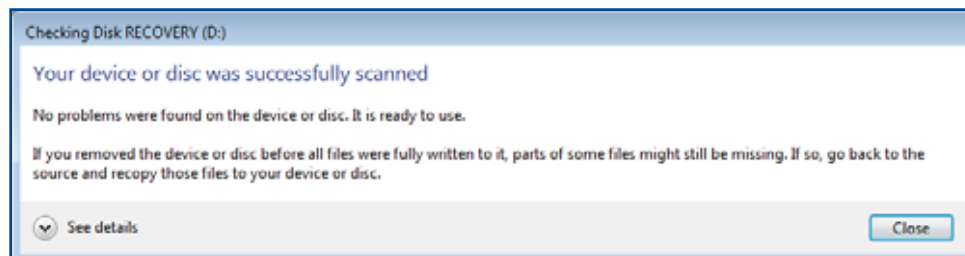 Checking Disk RECOVERY (D:)
Your device or disc was successfully scanned
No problems were found on the device or disc. It is ready to use.
If you removed the device or disc before all files were fully written to it, parts of some files might still be missing. If so, go back to the
source and recopy those files to your device or disc.
See details
Close